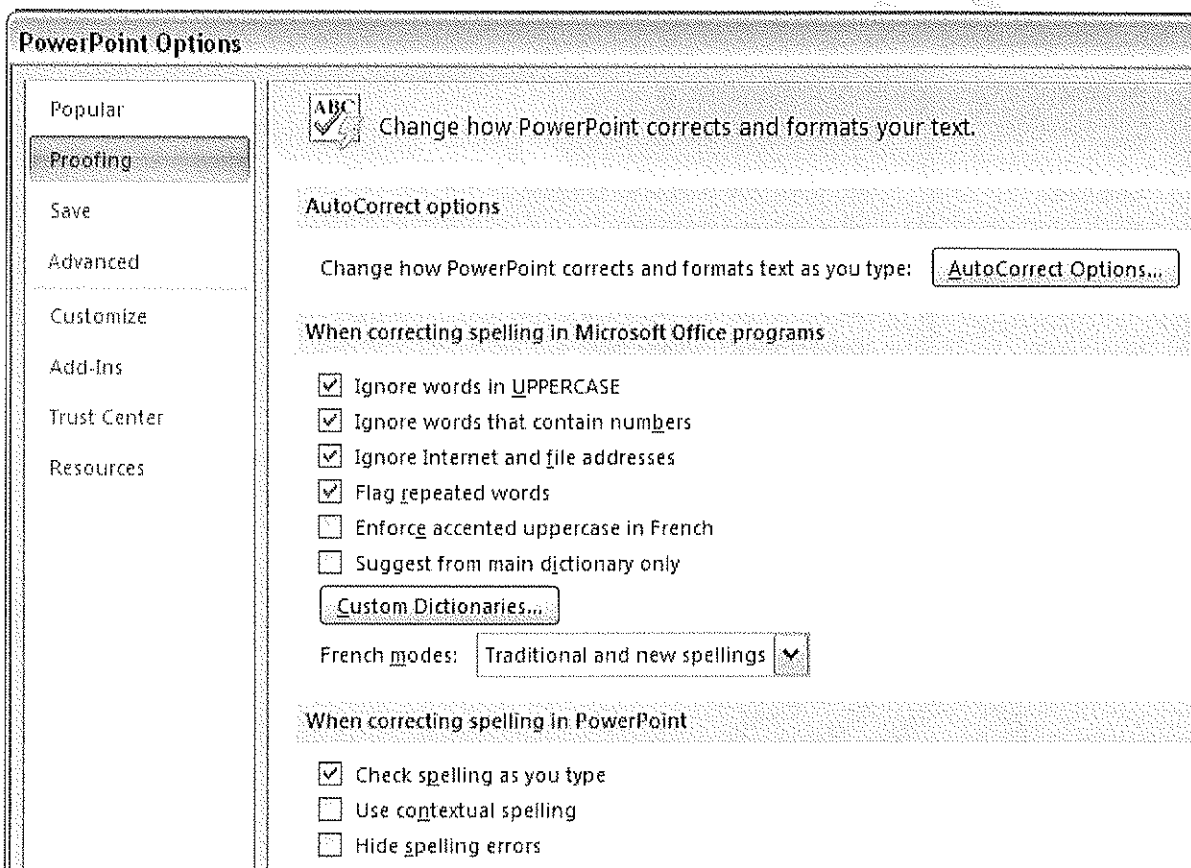 PowerPoint Options
Popular
Proofing
Save
Advanced
Customize
Add-Ins
Trust Center
Resources
ABC
Change how PowerPoint corrects and formats your text.
AutoCorrect options
Change how PowerPoint corrects and formats text as you type: AutoCorrect Options...
When correcting spelling in Microsoft Office programs
Ignore words in UPPERCASE
Ignore words that contain numbers
Ignore Internet and file addresses
Flag repeated words
Enforce accented uppercase in French
Suggest from main dictionary only
Custom Dictionaries...
French modes: Traditional and new spellings
When correcting spelling in PowerPoint
Check spelling as you type
Use contextual spelling
Hide spelling errors